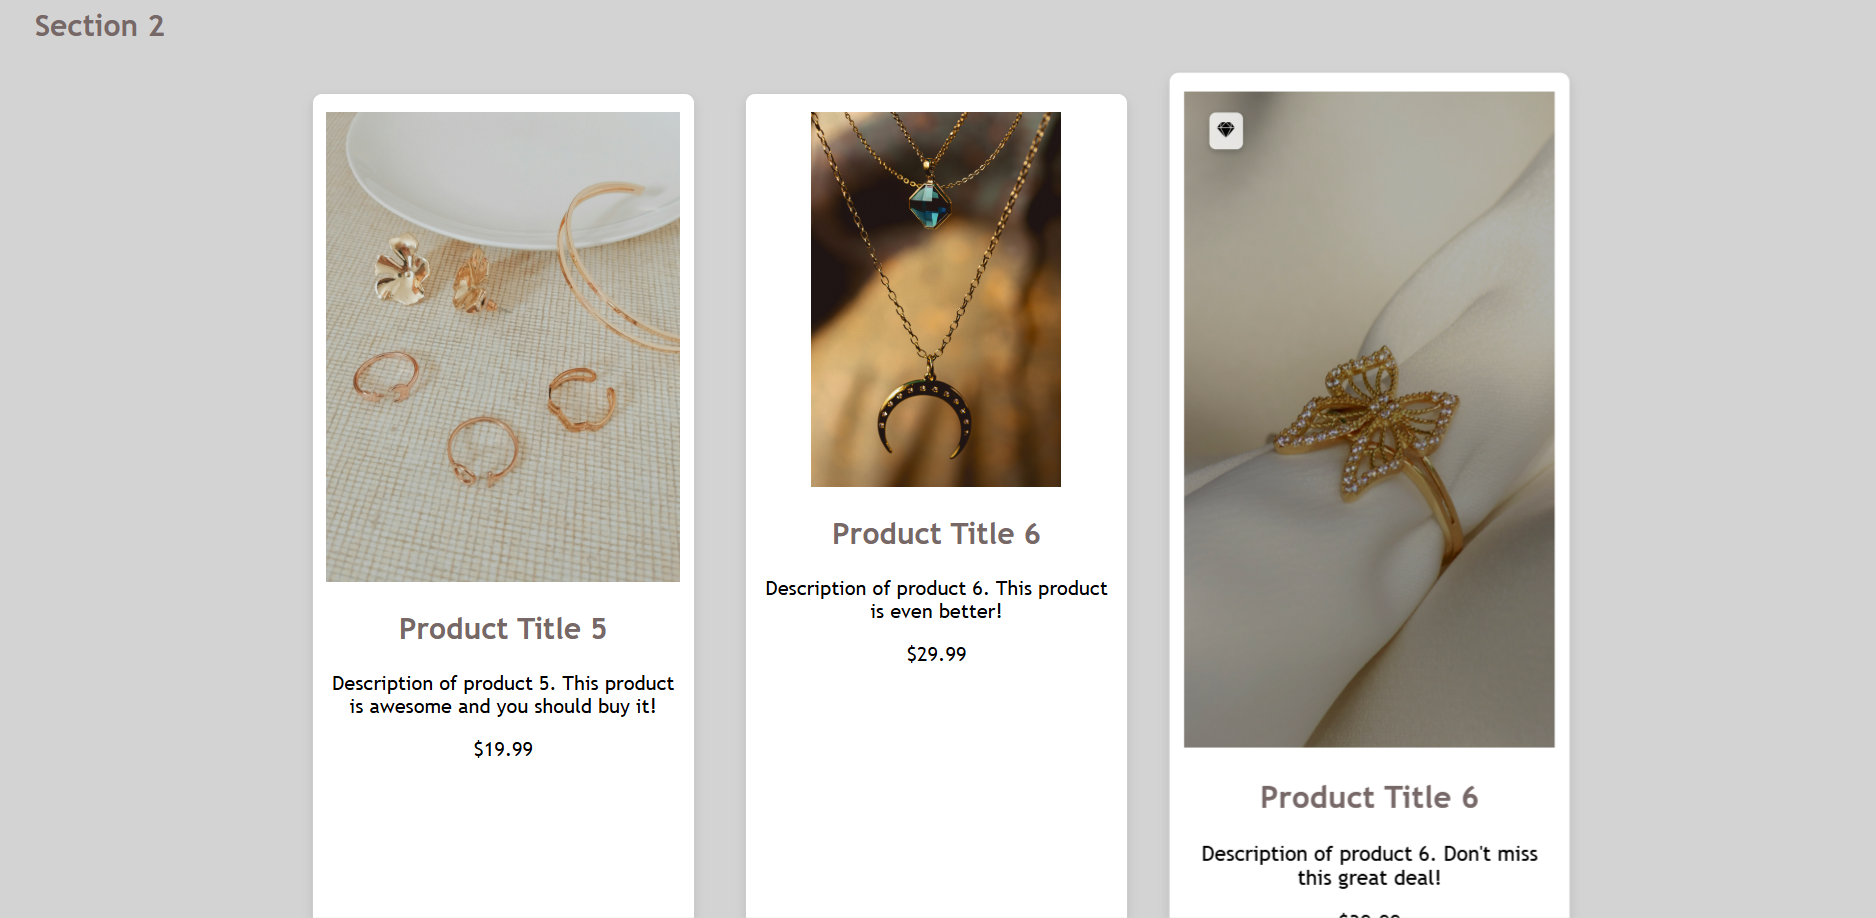 Section 2
Product Title 5
Description of product 5. This product
is awesome and you should buy it!
$19.99
Product Title 6
Description of product 6. This product
is even better!
$29.99
Product Title 6
Description of product 6. Don't miss
this great deal!